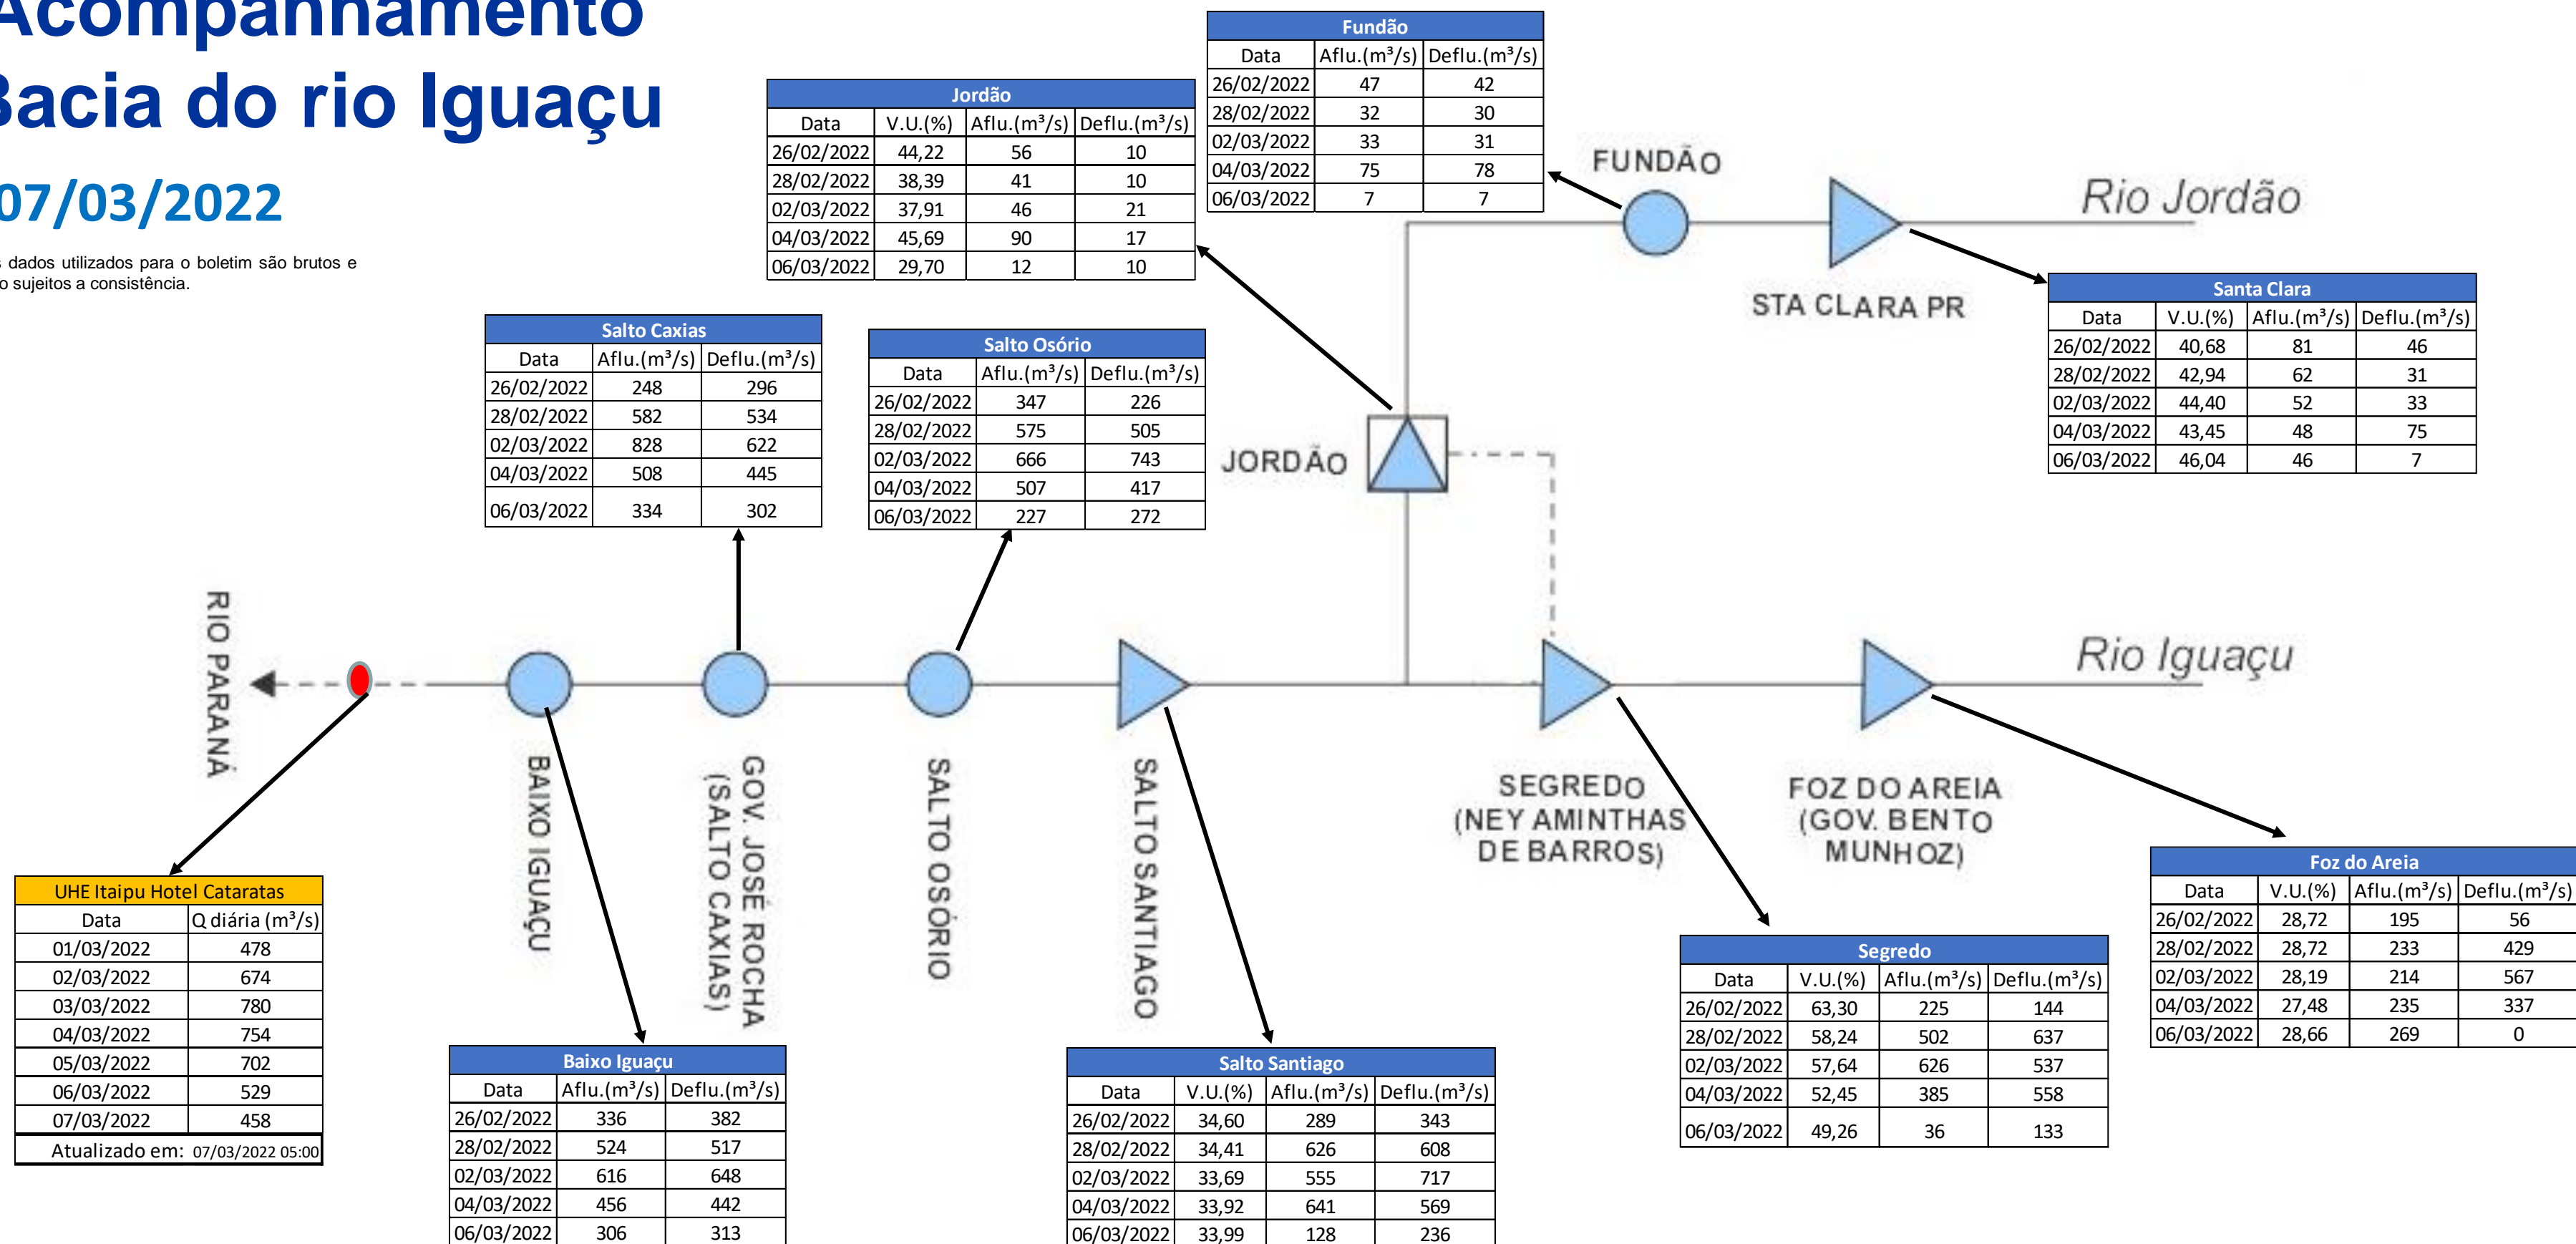 Acompanhamento
Bacia do rio Iguaçu
07/03/2022
s dados utilizados para o boletim são brutos e
o sujeitos a consistência.
Fundão
Data Aflu.(m³/s) Deflu.(m³/s)
26/02/2022 47 42
28/02/2022 32 30
02/03/2022 33 31
04/03/2022 75 78
06/03/2022 7 7
Jordão
Data V.U.(%) Aflu.(m³/s) Deflu.(m³/s)
26/02/2022 44,22 56 10
28/02/2022 38,39 41 10
02/03/2022 37,91 46 21
04/03/2022 45,69 90 17
06/03/2022 29,70 12 10
FUNDÃO
Rio Jordão
STA CLARA PR
Santa Clara
Data V.U.(%) Aflu.(m³/s) Deflu.(m³/s)
26/02/2022 40,68 81 46
28/02/2022 42,94 62 31
02/03/2022 44,40 52 33
04/03/2022 43,45 48 75
06/03/2022 46,04 46 7
Salto Caxias
Data Aflu.(m³/s) Deflu.(m³/s)
26/02/2022 248 296
28/02/2022 582 534
02/03/2022 828 622
04/03/2022 508 445
06/03/2022 334 302
Salto Osório
Data Aflu.(m³/s) Deflu.(m³/s)
26/02/2022 347 226
28/02/2022 575 505
02/03/2022 666 743
04/03/2022 507 417
06/03/2022 227 272
JORDÃO
RIO PARANÁ
Rio Iguaçu
BAIXO IGUAÇU
GOV. JOSÉ ROCHA
(SALTO CAXIAS)
SALTO OSÓRIO
SALTO SANTIAGO
SEGREDO
(NEY AMINTHAS
DE BARROS)
FOZ DO AREIA
(GOV. BENTO
MUNHOZ)
UHE Itaipu Hotel Cataratas
Data Q diária (m³/s)
01/03/2022 478
02/03/2022 674
03/03/2022 780
04/03/2022 754
05/03/2022 702
06/03/2022 529
07/03/2022 458
Atualizado em: 07/03/2022 05:00
Baixo Iguaçu
Data Aflu.(m³/s) Deflu.(m³/s)
26/02/2022 336 382
28/02/2022 524 517
02/03/2022 616 648
04/03/2022 456 442
06/03/2022 306 313
Salto Santiago
Data V.U.(%) Aflu.(m³/s) Deflu.(m³/s)
26/02/2022 34,60 289 343
28/02/2022 34,41 626 608
02/03/2022 33,69 555 717
04/03/2022 33,92 641 569
06/03/2022 33,99 128 236
Segredo
Data V.U.(%) Aflu.(m³/s) Deflu.(m³/s)
26/02/2022 63,30 225 144
28/02/2022 58,24 502 637
02/03/2022 57,64 626 537
04/03/2022 52,45 385 558
06/03/2022 49,26 36 133
Foz do Areia
Data V.U.(%) Aflu.(m³/s) Deflu.(m³/s)
26/02/2022 28,72 195 56
28/02/2022 28,72 233 429
02/03/2022 28,19 214 567
04/03/2022 27,48 235 337
06/03/2022 28,66 269 0